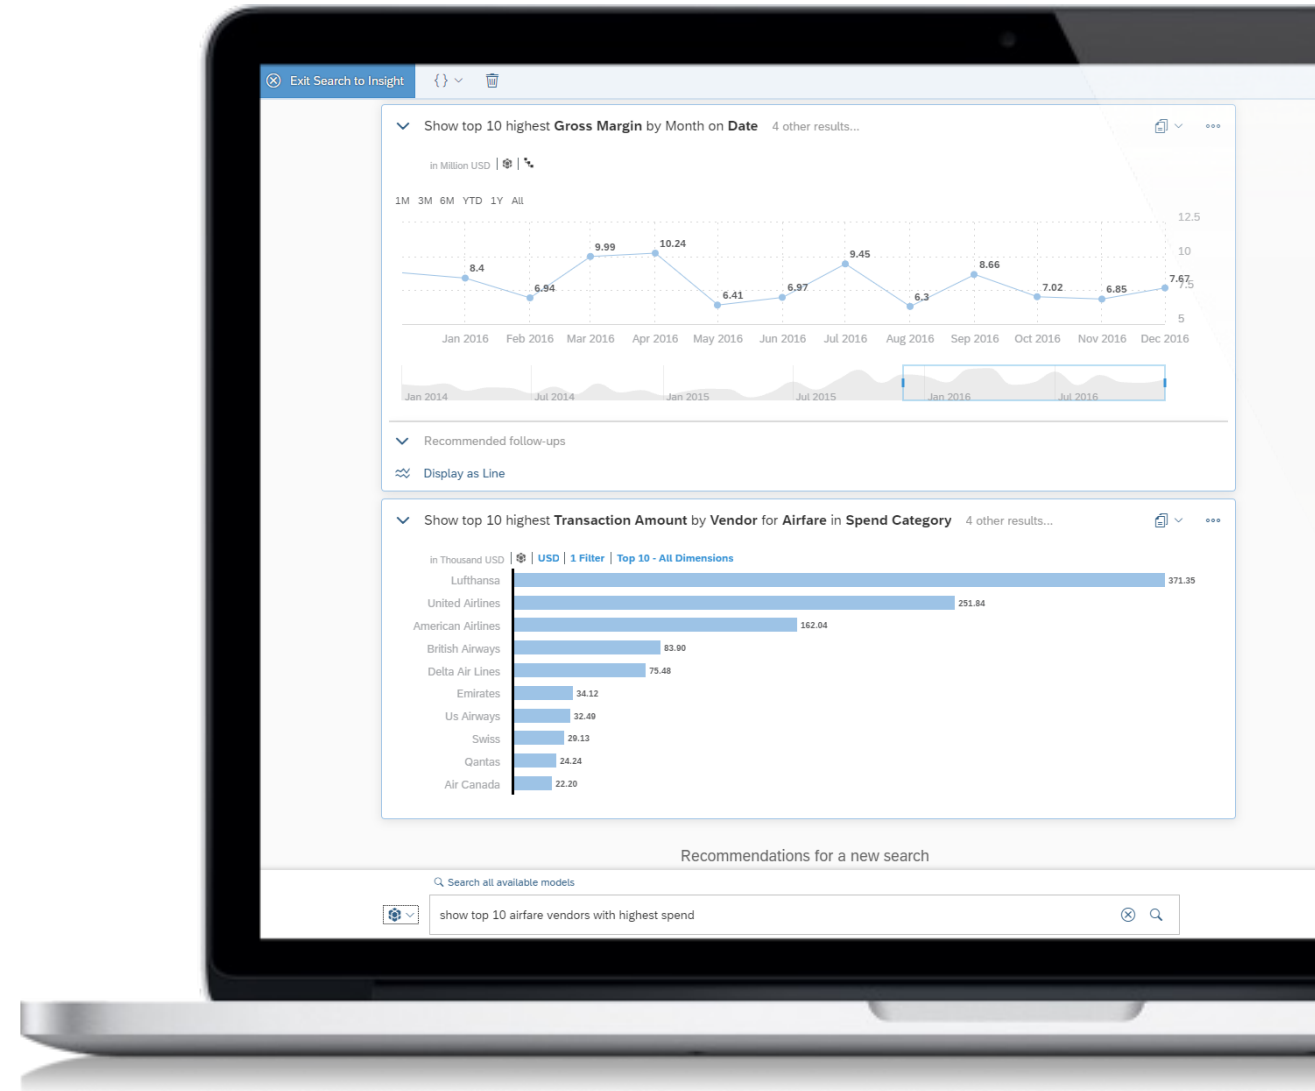 Exit Search to Insight
{ }
Show top 10 highest Gross Margin by Month on Date 4 other results...
in Million USD
1M 3M 6M YTD 1Y All
12.5
10
7.5
5
8.4
6.94
9.99
10.24
6.41
6.97
9.45
6.3
8.66
7.02
6.85
7.67
Jan 2016 Feb 2016 Mar 2016 Apr 2016 May 2016 Jun 2016 Jul 2016 Aug 2016 Sep 2016 Oct 2016 Nov 2016 Dec 2016
Jan 2014 Jul 2014 Jan 2015 Jul 2015 Jan 2016 Jul 2016
Recommended follow-ups
Display as Line
Show top 10 highest Transaction Amount by Vendor for Airfare in Spend Category 4 other results...
in Thousand USD | USD | 1 Filter | Top 10 - All Dimensions
Lufthansa 371.35
United Airlines 251.84
American Airlines 162.04
British Airways 83.90
Delta Air Lines 75.48
Emirates 34.12
Us Airways 32.49
Swiss 29.13
Qantas 24.24
Air Canada 22.20
Recommendations for a new search
Search all available models
show top 10 airfare vendors with highest spend